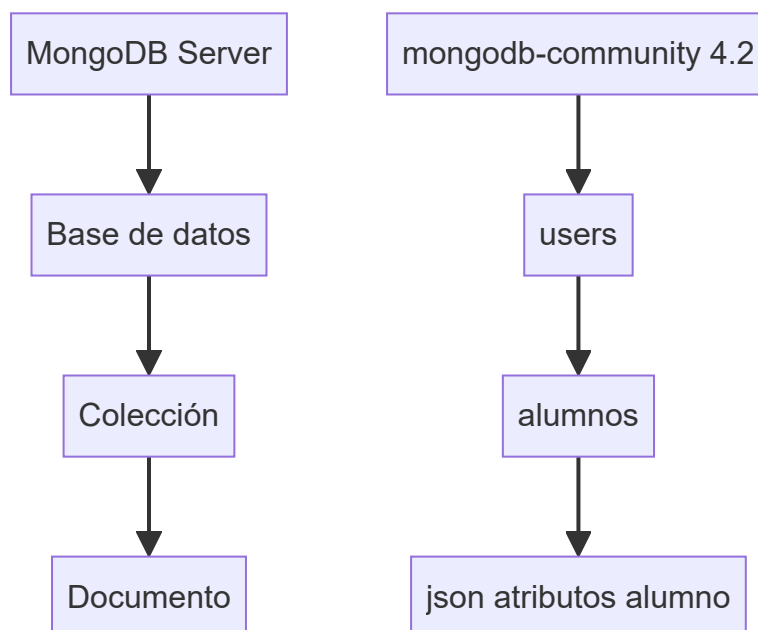 MongoDB Server
mongodb-community 4.2
Base de datos
users
Colección
alumnos
Documento
json atributos alumno